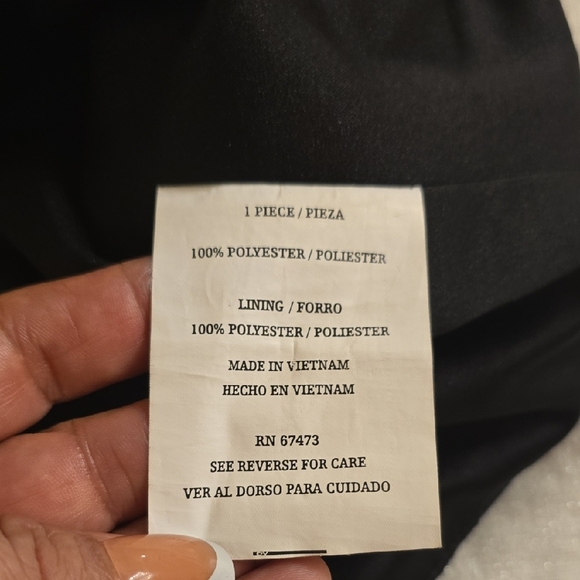 1 PIECE / PIEZA
100% POLYESTER / POLIESTER
LINING / FORRO
100% POLYESTER / POLIESTER
MADE IN VIETNAM
HECHO EN VIETNAM
RN 67473
SEE REVERSE FOR CARE
VER AL DORSO PARA CUIDADO